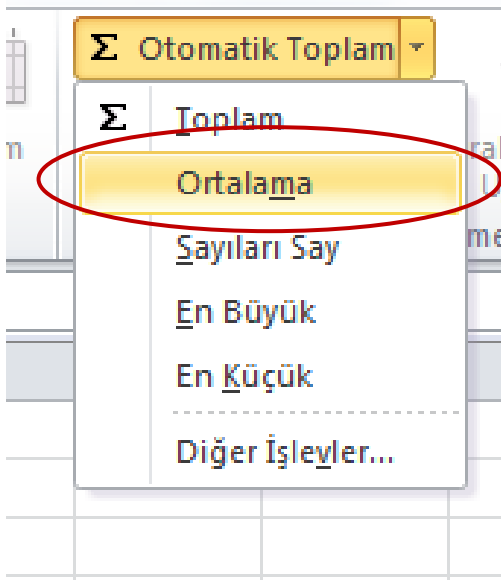 Σ Otomatik Toplam
Σ Toplam
Ortalama
Sayıları Say
En Büyük
En Küçük
Diğer İşlevler...